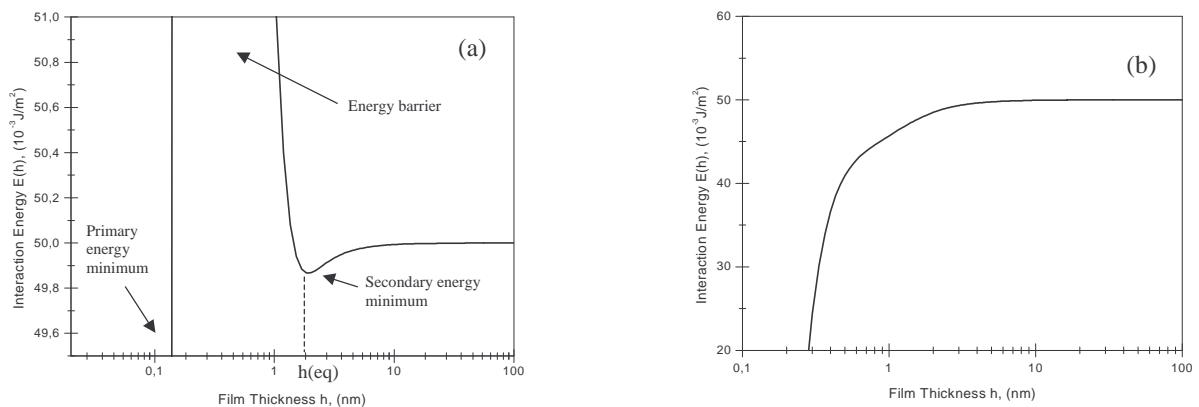 (a)
51,0
50,8
50,6
50,4
50,2
50,0
49,8
49,6
Interaction Energy E(h), (10⁻³J/m²)
Energy barrier
Primary
energy
minimum
Secondary energy
minimum
0,1
1
10
100
h(eq)
Film Thickness h, (nm)
(b)
60
50
40
30
20
Interaction Energy E(h), (10⁻³J/m²)
0,1
1
10
100
Film Thickness h, (nm)